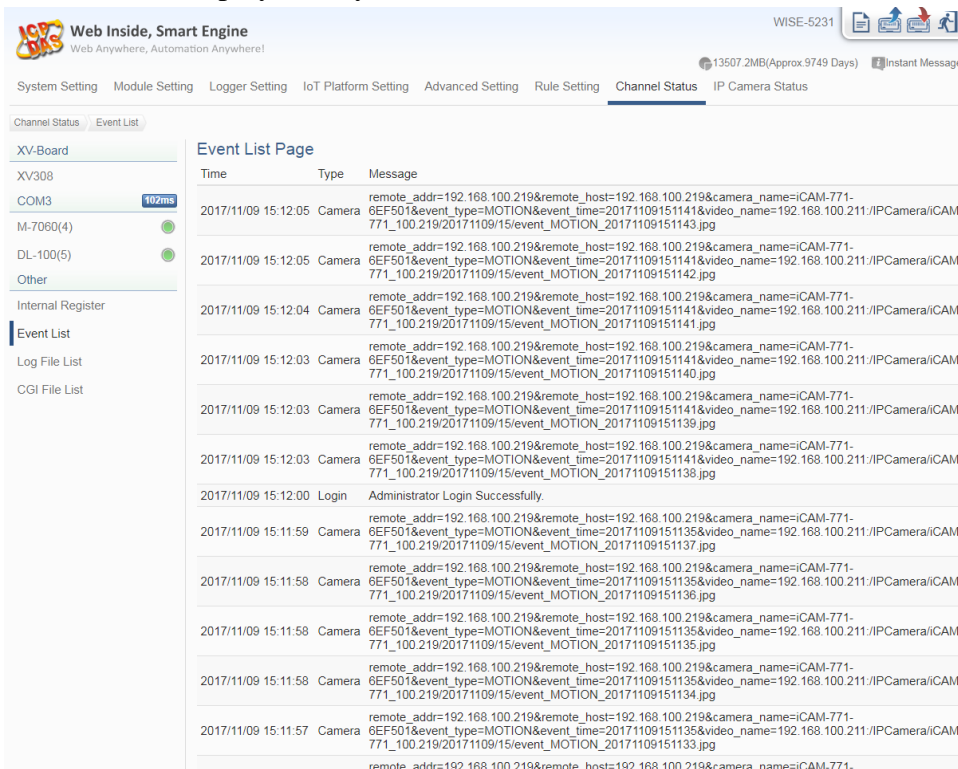 ICP DAS
Web Inside, Smart Engine
Web Anywhere, Automation Anywhere!
WISE-5231
13507.2MB(Approx.9749 Days) Instant Message
System Setting Module Setting Logger Setting IoT Platform Setting Advanced Setting Rule Setting Channel Status IP Camera Status
Channel Status Event List
XV-Board
XV308
COM3 102ms
M-7060(4)
DL-100(5)
Other
Internal Register
Event List
Log File List
CGI File List
Event List Page
Time Type Message
remote_addr=192.168.100.219&remote_host=192.168.100.219&camera_name=iCAM-771-
2017/11/09 15:12:05 Camera 6EF501&event_type=MOTION&event_time=20171109151141&video_name=192.168.100.211:/IPCamera/iCAM
771_100.219/20171109/15/event_MOTION_20171109151143.jpg
remote_addr=192.168.100.219&remote_host=192.168.100.219&camera_name=iCAM-771-
2017/11/09 15:12:05 Camera 6EF501&event_type=MOTION&event_time=20171109151141&video_name=192.168.100.211:/IPCamera/iCAM
771_100.219/20171109/15/event_MOTION_20171109151142.jpg
remote_addr=192.168.100.219&remote_host=192.168.100.219&camera_name=iCAM-771-
2017/11/09 15:12:04 Camera 6EF501&event_type=MOTION&event_time=20171109151141&video_name=192.168.100.211:/IPCamera/iCAM
771_100.219/20171109/15/event_MOTION_20171109151141.jpg
remote_addr=192.168.100.219&remote_host=192.168.100.219&camera_name=iCAM-771-
2017/11/09 15:12:03 Camera 6EF501&event_type=MOTION&event_time=20171109151141&video_name=192.168.100.211:/IPCamera/iCAM
771_100.219/20171109/15/event_MOTION_20171109151140.jpg
remote_addr=192.168.100.219&remote_host=192.168.100.219&camera_name=iCAM-771-
2017/11/09 15:12:03 Camera 6EF501&event_type=MOTION&event_time=20171109151141&video_name=192.168.100.211:/IPCamera/iCAM
771_100.219/20171109/15/event_MOTION_20171109151139.jpg
remote_addr=192.168.100.219&remote_host=192.168.100.219&camera_name=iCAM-771-
2017/11/09 15:12:03 Camera 6EF501&event_type=MOTION&event_time=20171109151141&video_name=192.168.100.211:/IPCamera/iCAM
771_100.219/20171109/15/event_MOTION_20171109151138.jpg
2017/11/09 15:12:00 Login Administrator Login Successfully.
remote_addr=192.168.100.219&remote_host=192.168.100.219&camera_name=iCAM-771-
2017/11/09 15:11:59 Camera 6EF501&event_type=MOTION&event_time=20171109151135&video_name=192.168.100.211:/IPCamera/iCAM
771_100.219/20171109/15/event_MOTION_20171109151137.jpg
remote_addr=192.168.100.219&remote_host=192.168.100.219&camera_name=iCAM-771-
2017/11/09 15:11:58 Camera 6EF501&event_type=MOTION&event_time=20171109151135&video_name=192.168.100.211:/IPCamera/iCAM
771_100.219/20171109/15/event_MOTION_20171109151136.jpg
remote_addr=192.168.100.219&remote_host=192.168.100.219&camera_name=iCAM-771-
2017/11/09 15:11:58 Camera 6EF501&event_type=MOTION&event_time=20171109151135&video_name=192.168.100.211:/IPCamera/iCAM
771_100.219/20171109/15/event_MOTION_20171109151135.jpg
remote_addr=192.168.100.219&remote_host=192.168.100.219&camera_name=iCAM-771-
2017/11/09 15:11:58 Camera 6EF501&event_type=MOTION&event_time=20171109151135&video_name=192.168.100.211:/IPCamera/iCAM
771_100.219/20171109/15/event_MOTION_20171109151134.jpg
remote_addr=192.168.100.219&remote_host=192.168.100.219&camera_name=iCAM-771-
2017/11/09 15:11:57 Camera 6EF501&event_type=MOTION&event_time=20171109151135&video_name=192.168.100.211:/IPCamera/iCAM
771_100.219/20171109/15/event_MOTION_20171109151133.jpg
remote_addr=192.168.100.219&remote_host=192.168.100.219&camera_name=iCAM-771-